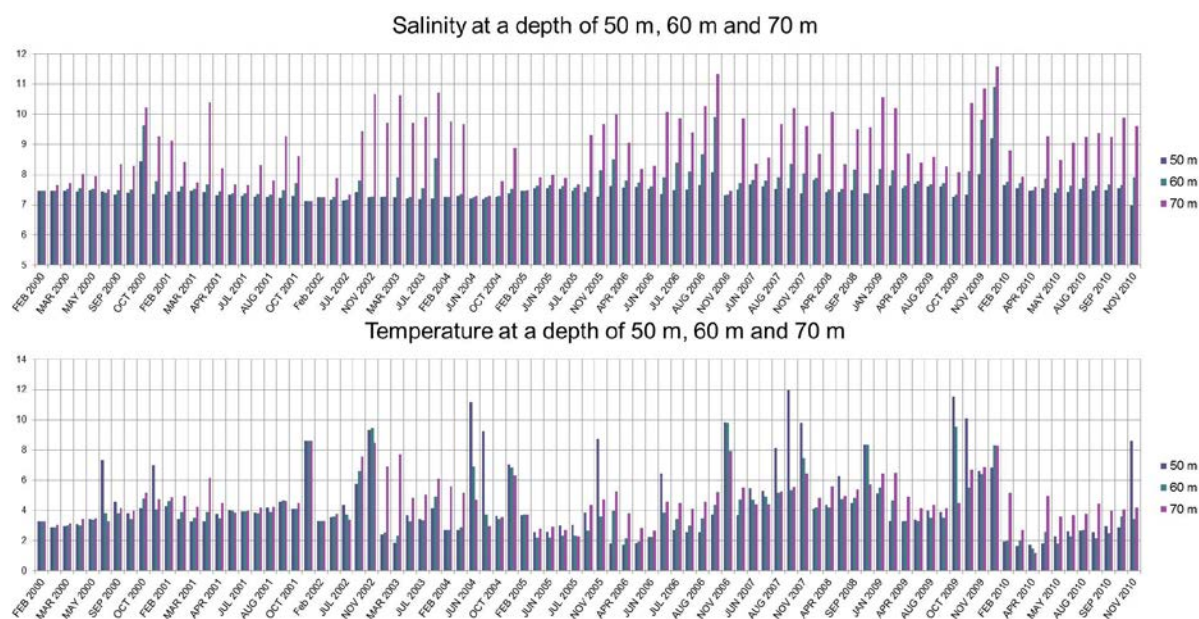 Salinity at a depth of 50 m, 60 m and 70 m
12
11
10
9
8
7
6
5
50 m
60 m
70 m
FEB 2000
MAR 2000
MAY 2000
SEP 2000
OCT 2000
FEB 2001
MAR 2001
APR 2001
JUL 2001
AUG 2001
OCT 2001
Feb 2002
JUL 2002
NOV 2002
MAR 2003
JUL 2003
FEB 2004
JUN 2004
OCT 2004
FEB 2005
JUN 2005
JUL 2005
NOV 2005
APR 2006
JUN 2006
JUL 2006
AUG 2006
NOV 2006
JUN 2007
JUL 2007
AUG 2007
NOV 2007
APR 2008
SEP 2008
JAN 2009
APR 2009
AUG 2009
OCT 2009
NOV 2009
FEB 2010
APR 2010
MAY 2010
AUG 2010
SEP 2010
NOV 2010
Temperature at a depth of 50 m, 60 m and 70 m
14
12
10
8
6
4
2
0
50 m
60 m
70 m
FEB 2000
MAR 2000
MAY 2000
SEP 2000
OCT 2000
FEB 2001
MAR 2001
APR 2001
JUL 2001
AUG 2001
OCT 2001
Feb 2002
JUL 2002
NOV 2002
MAR 2003
JUL 2003
FEB 2004
JUN 2004
OCT 2004
FEB 2005
JUN 2005
JUL 2005
NOV 2005
APR 2006
JUN 2006
JUL 2006
AUG 2006
NOV 2006
JUN 2007
JUL 2007
AUG 2007
NOV 2007
APR 2008
SEP 2008
JAN 2009
APR 2009
AUG 2009
OCT 2009
NOV 2009
FEB 2010
APR 2010
MAY 2010
AUG 2010
SEP 2010
NOV 2010